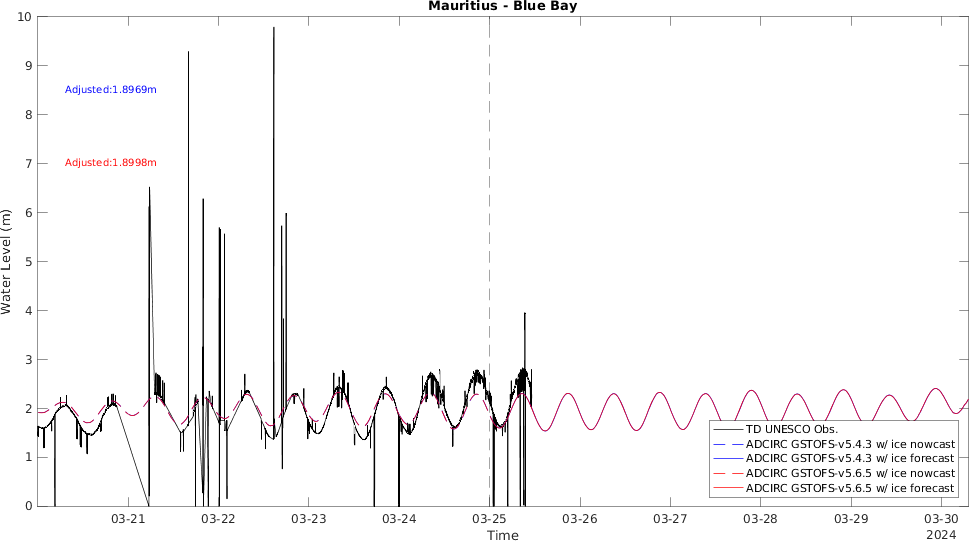 Mauritius - Blue Bay
10
9
8
7
6
5
4
3
2
1
0
Water Level (m)
Adjusted:1.8969m
Adjusted:1.8998m
TD UNESCO Obs.
ADCIRC GSTOFS-v5.4.3 w/ ice nowcast
ADCIRC GSTOFS-v5.4.3 w/ ice forecast
ADCIRC GSTOFS-v5.6.5 w/ ice nowcast
ADCIRC GSTOFS-v5.6.5 w/ ice forecast
03-21 03-22 03-23 03-24 03-25 03-26 03-27 03-28 03-29 03-30
Time
2024